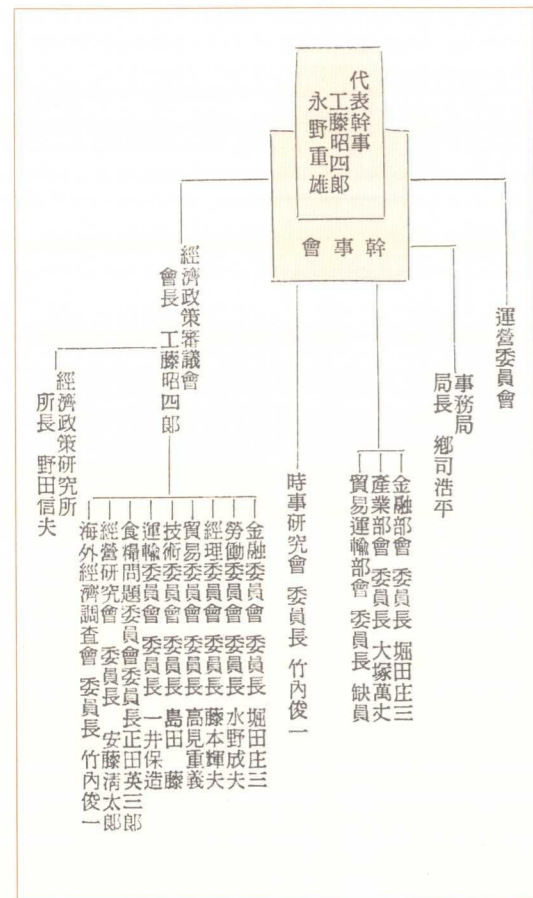 代表幹事
工藤昭四郎
永野重雄
幹事會
運營委員會
事務局
局長 郷司浩平
金融部會 委員長 堀田庄三
產業部會 委員長 大塚萬丈
貿易運輸部會 委員長 缺員
時事研究會 委員長 竹內俊一
經濟政策審議會
會長 工藤昭四郎
金融委員會 委員長 堀田庄三
勞働委員會 委員長 水野成夫
經理委員會 委員長 藤本輝夫
貿易委員會 委員長 高見重義
技術委員會 委員長 島田藤
運輸委員會 委員長 一井保造
食糧問題委員會委員長正田英三郎
經營研究會 委員長 安藤淸太郎
海外經濟調査會 委員長 竹內俊一
經濟政策硏究所
所長 野田信夫